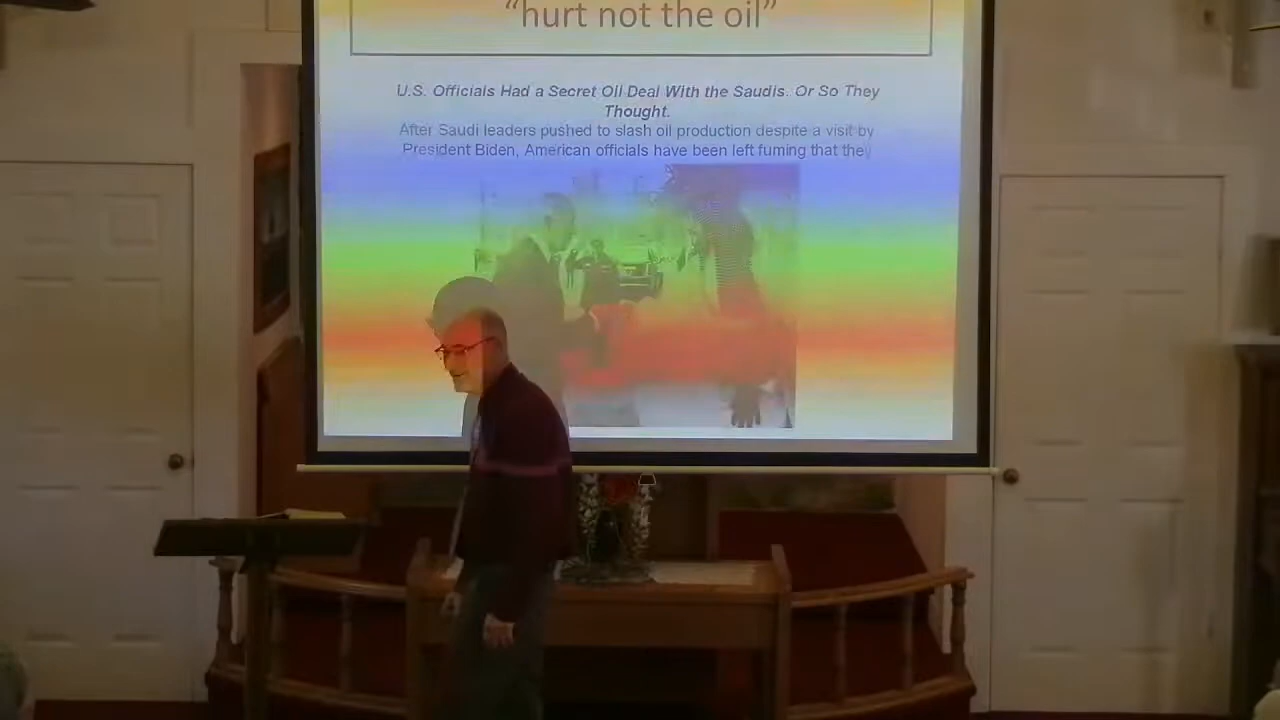 “hurt not the oil”
U.S. Officials Had a Secret Oil Deal With the Saudis. Or So They
Thought.
After Saudi leaders pushed to slash oil production despite a visit by
President Biden, American officials have been left fuming that they